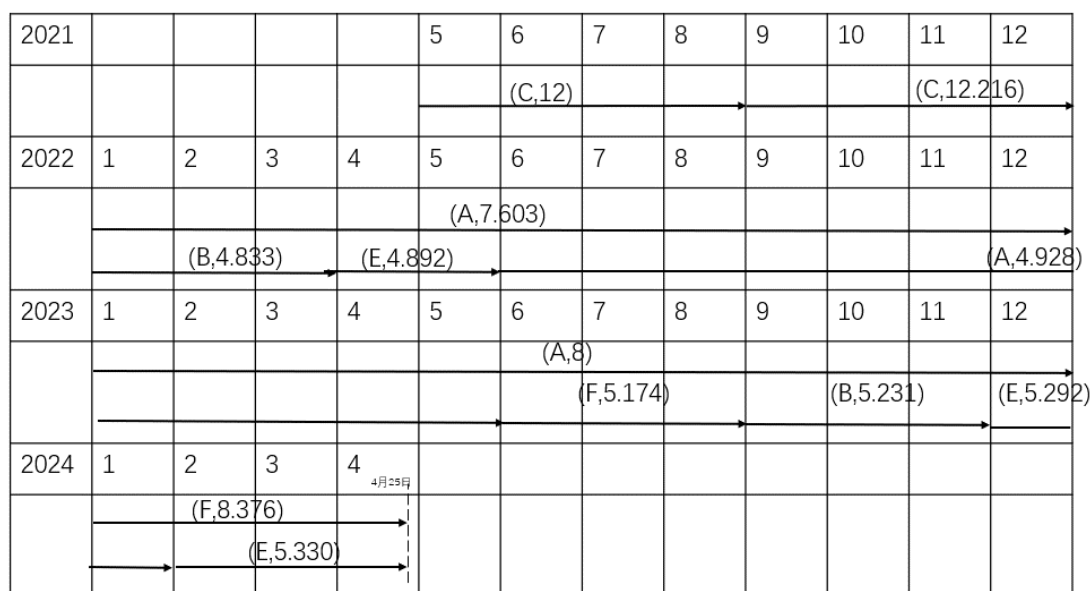 2021 5 6 7 8 9 10 11 12
(C,12) (C,12.216)
2022 1 2 3 4 5 6 7 8 9 10 11 12
(A,7.603)
(B,4.833) (E,4.892) (A,4.928)
2023 1 2 3 4 5 6 7 8 9 10 11 12
(A,8)
(F,5.174) (B,5.231) (E,5.292)
2024 1 2 3 4
4月25日
(F,8.376)
(E,5.330)